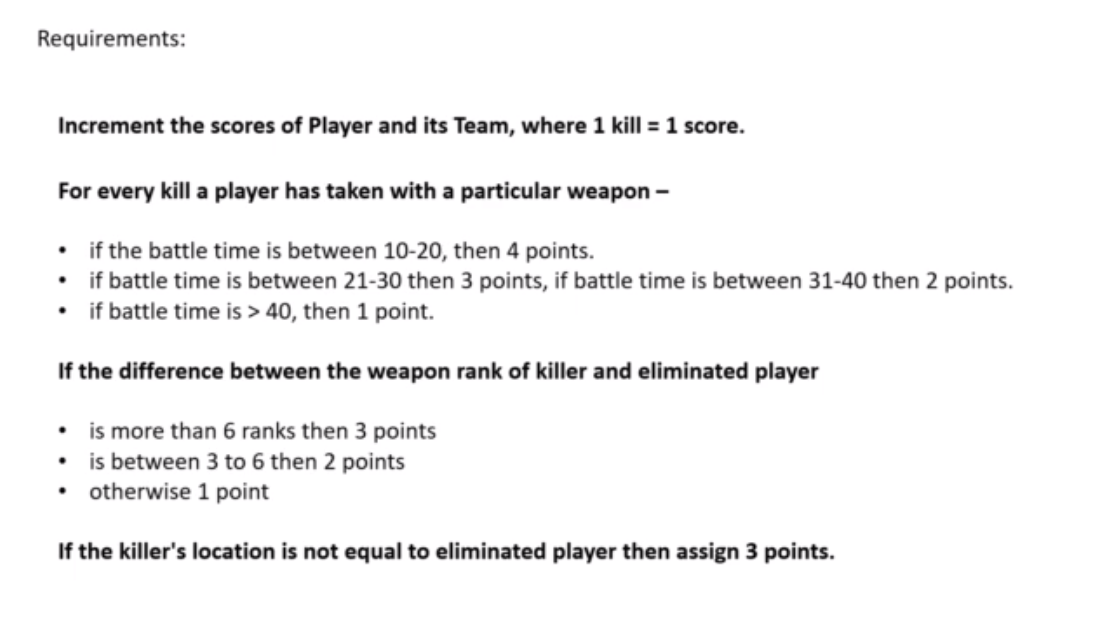 Requirements:
Increment the scores of Player and its Team, where 1 kill = 1 score.
For every kill a player has taken with a particular weapon –
• if the battle time is between 10-20, then 4 points.
• if battle time is between 21-30 then 3 points, if battle time is between 31-40 then 2 points.
• if battle time is > 40, then 1 point.
If the difference between the weapon rank of killer and eliminated player
• is more than 6 ranks then 3 points
• is between 3 to 6 then 2 points
• otherwise 1 point
If the killer's location is not equal to eliminated player then assign 3 points.